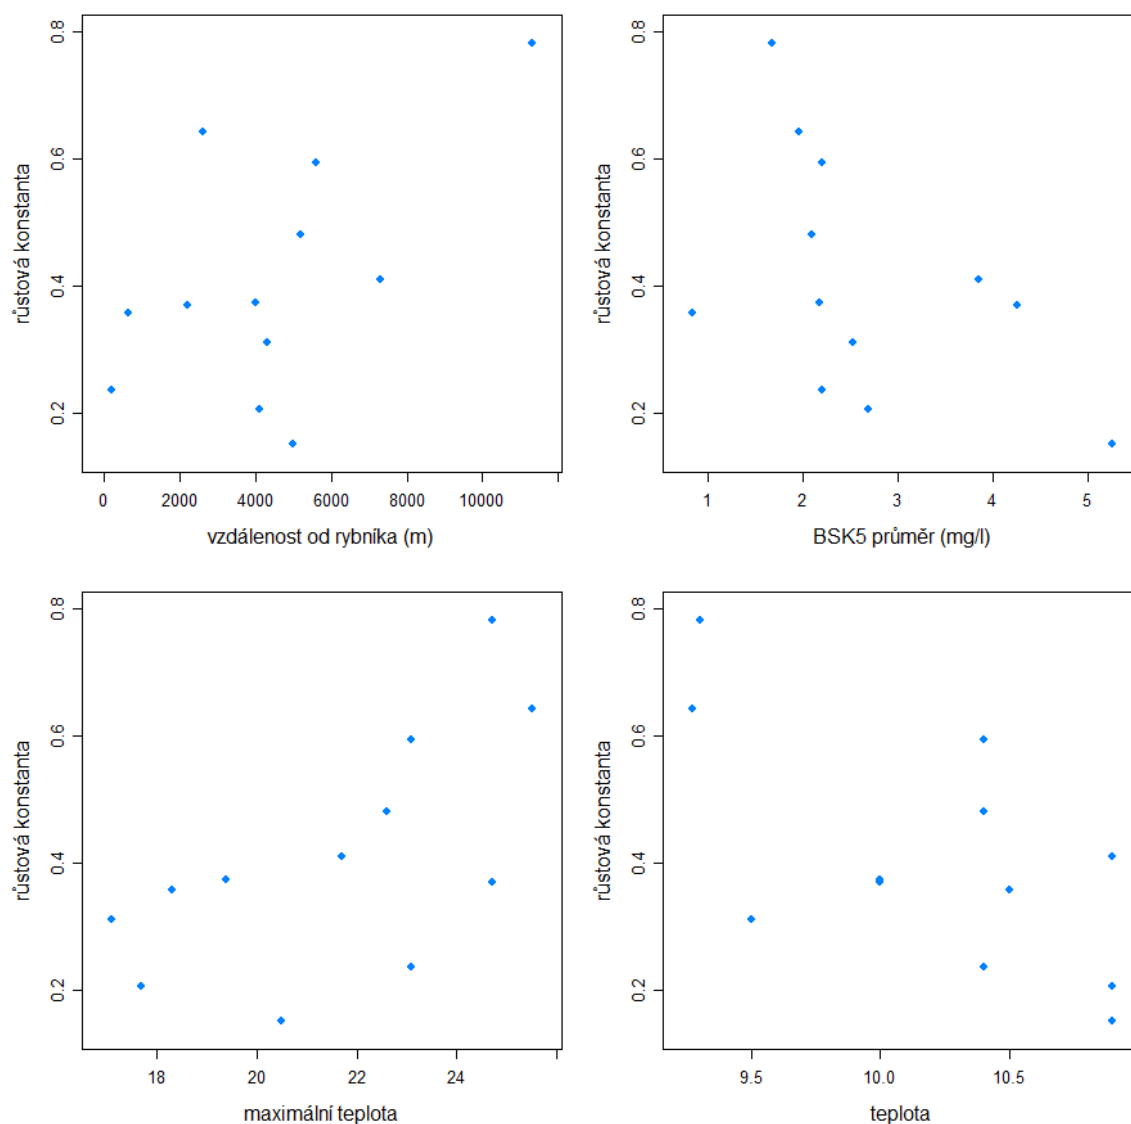 růstová konstanta
0.2 0.4 0.6 0.8
0 2000 4000 6000 8000 10000
vzdálenost od rybníka (m)
růstová konstanta
0.2 0.4 0.6 0.8
1 2 3 4 5
BSK5 průměr (mg/l)
růstová konstanta
0.2 0.4 0.6 0.8
18 20 22 24
maximální teplota
růstová konstanta
0.2 0.4 0.6 0.8
9.5 10.0 10.5
teplota